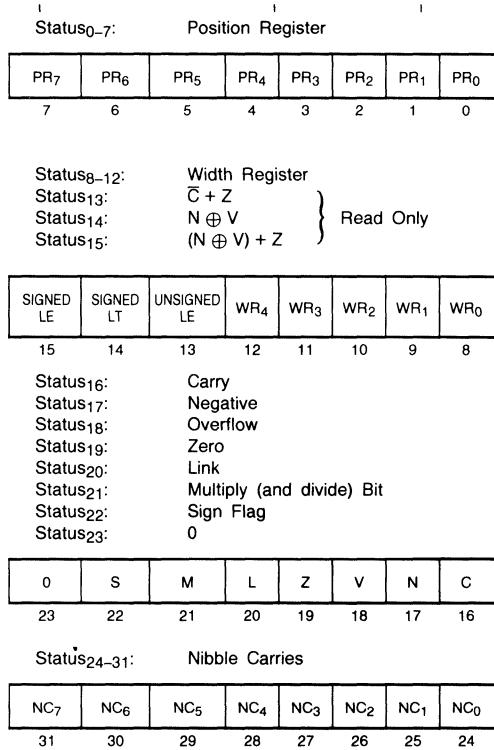 Status₀₋₇: Position Register
PR₇ PR₆ PR₅ PR₄ PR₃ PR₂ PR₁ PR₀
7 6 5 4 3 2 1 0
Status₈₋₁₂: Width Register
Status₁₃: C̅ + Z
Status₁₄: N ⊕ V } Read Only
Status₁₅: (N ⊕ V) + Z
SIGNED LE SIGNED LT UNSIGNED LE WR₄ WR₃ WR₂ WR₁ WR₀
15 14 13 12 11 10 9 8
Status₁₆: Carry
Status₁₇: Negative
Status₁₈: Overflow
Status₁₉: Zero
Status₂₀: Link
Status₂₁: Multiply (and divide) Bit
Status₂₂: Sign Flag
Status₂₃: 0
0 S M L Z V N C
23 22 21 20 19 18 17 16
Status₂₄₋₃₁: Nibble Carries
NC₇ NC₆ NC₅ NC₄ NC₃ NC₂ NC₁ NC₀
31 30 29 28 27 26 25 24